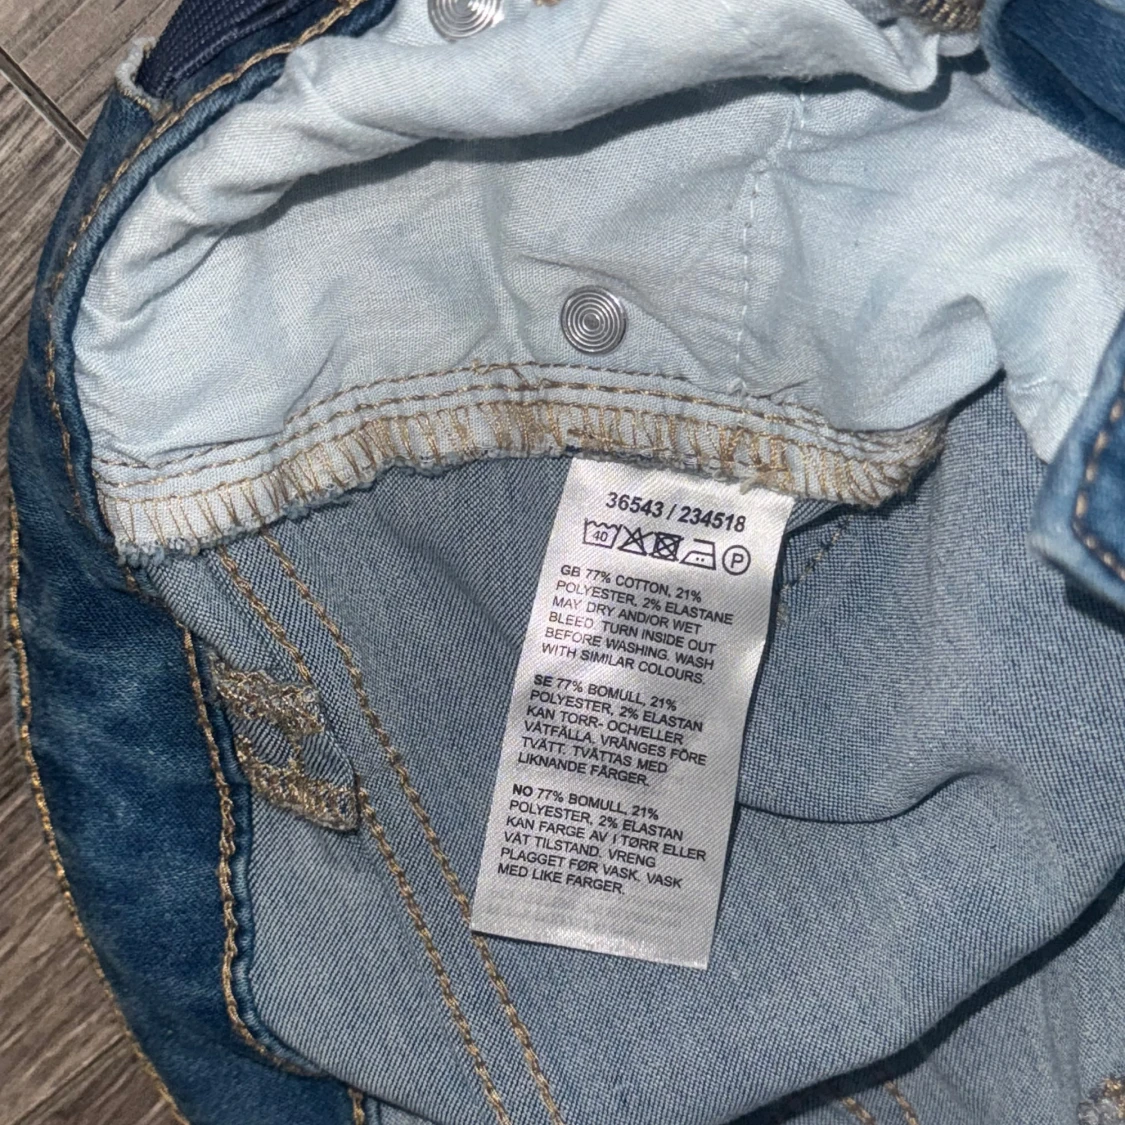 36543 / 234518
40 P
GB 77% COTTON, 21%
POLYESTER, 2% ELASTANE
MAY DRY AND/OR WET
BLEED. TURN INSIDE OUT
BEFORE WASHING. WASH
WITH SIMILAR COLOURS.
SE 77% BOMULL, 21%
POLYESTER, 2% ELASTAN
KAN TORR- OCH/ELLER
VÅTFÄLLA. VRÄNGES FÖRE
TVÄTT. TVÄTTAS MED
LIKNANDE FÄRGER.
NO 77% BOMULL, 21%
POLYESTER, 2% ELASTAN
KAN FARGE AV I TØRR ELLER
VÅT TILSTAND. VRENG
PLAGGET FØR VASK. VASK
MED LIKE FARGER.